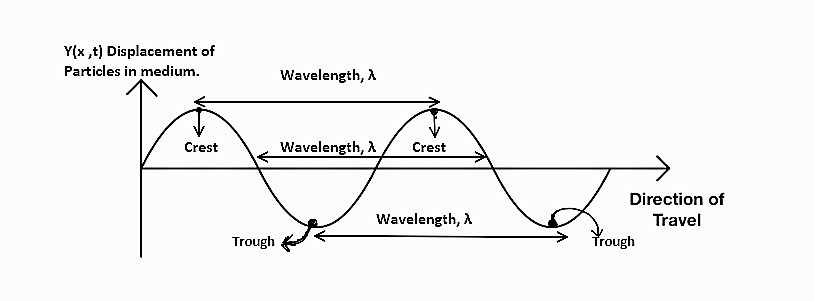 Y(x ,t) Displacement of
Particles in medium.
Wavelength, λ
Crest
Wavelength, λ
Crest
Direction of
Travel
Wavelength, λ
Trough
Trough